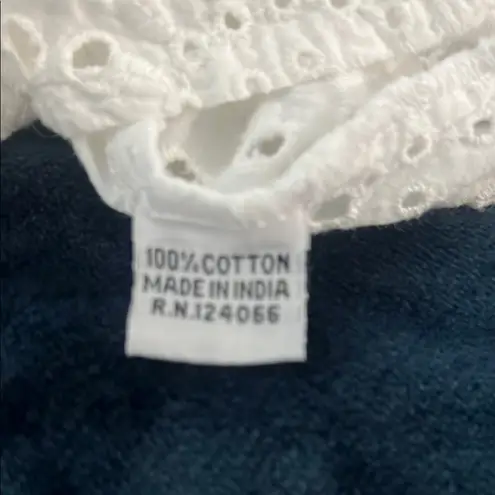 100% COTTON
MADE IN INDIA
R.N.124066